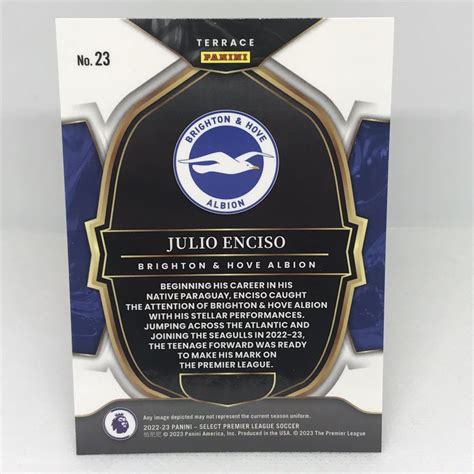 TERRACE
PANINI
No. 23
BRIGHTON & HOVE
ALBION
JULIO ENCISO
BRIGHTON & HOVE ALBION
BEGINNING HIS CAREER IN HIS
NATIVE PARAGUAY, ENCISO CAUGHT
THE ATTENTION OF BRIGHTON & HOVE ALBION
WITH HIS STELLAR PERFORMANCES.
JUMPING ACROSS THE ATLANTIC AND
JOINING THE SEAGULLS IN 2022–23,
THE TEENAGE FORWARD WAS READY
TO MAKE HIS MARK ON
THE PREMIER LEAGUE.
Any image depicted may not represent the current season uniform.
2022-23 PANINI – SELECT PREMIER LEAGUE SOCCER
© 2023 Panini America, Inc. Produced in the USA. © 2023 The Premier League